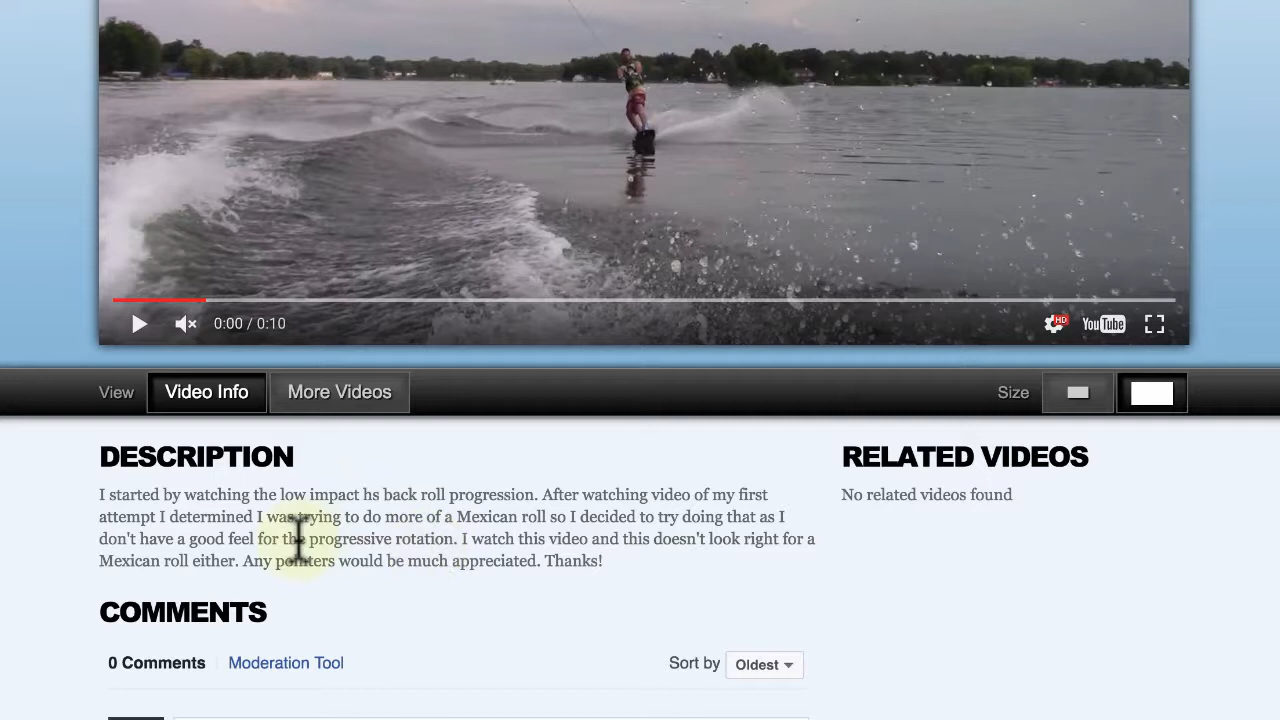 0:00 / 0:10
HD
YouTube
View
Video Info
More Videos
Size
DESCRIPTION
I started by watching the low impact hs back roll progression. After watching video of my first
attempt I determined I was trying to do more of a Mexican roll so I decided to try doing that as I
don't have a good feel for the progressive rotation. I watch this video and this doesn't look right for a
Mexican roll either. Any pointers would be much appreciated. Thanks!
RELATED VIDEOS
No related videos found
COMMENTS
0 Comments
Moderation Tool
Sort by
Oldest